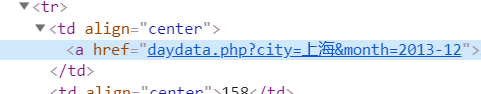 <tr>
<td align="center">
<a href="daydata.php?city=上海&month=2013-12">
</td>
<td align="center">158</td>